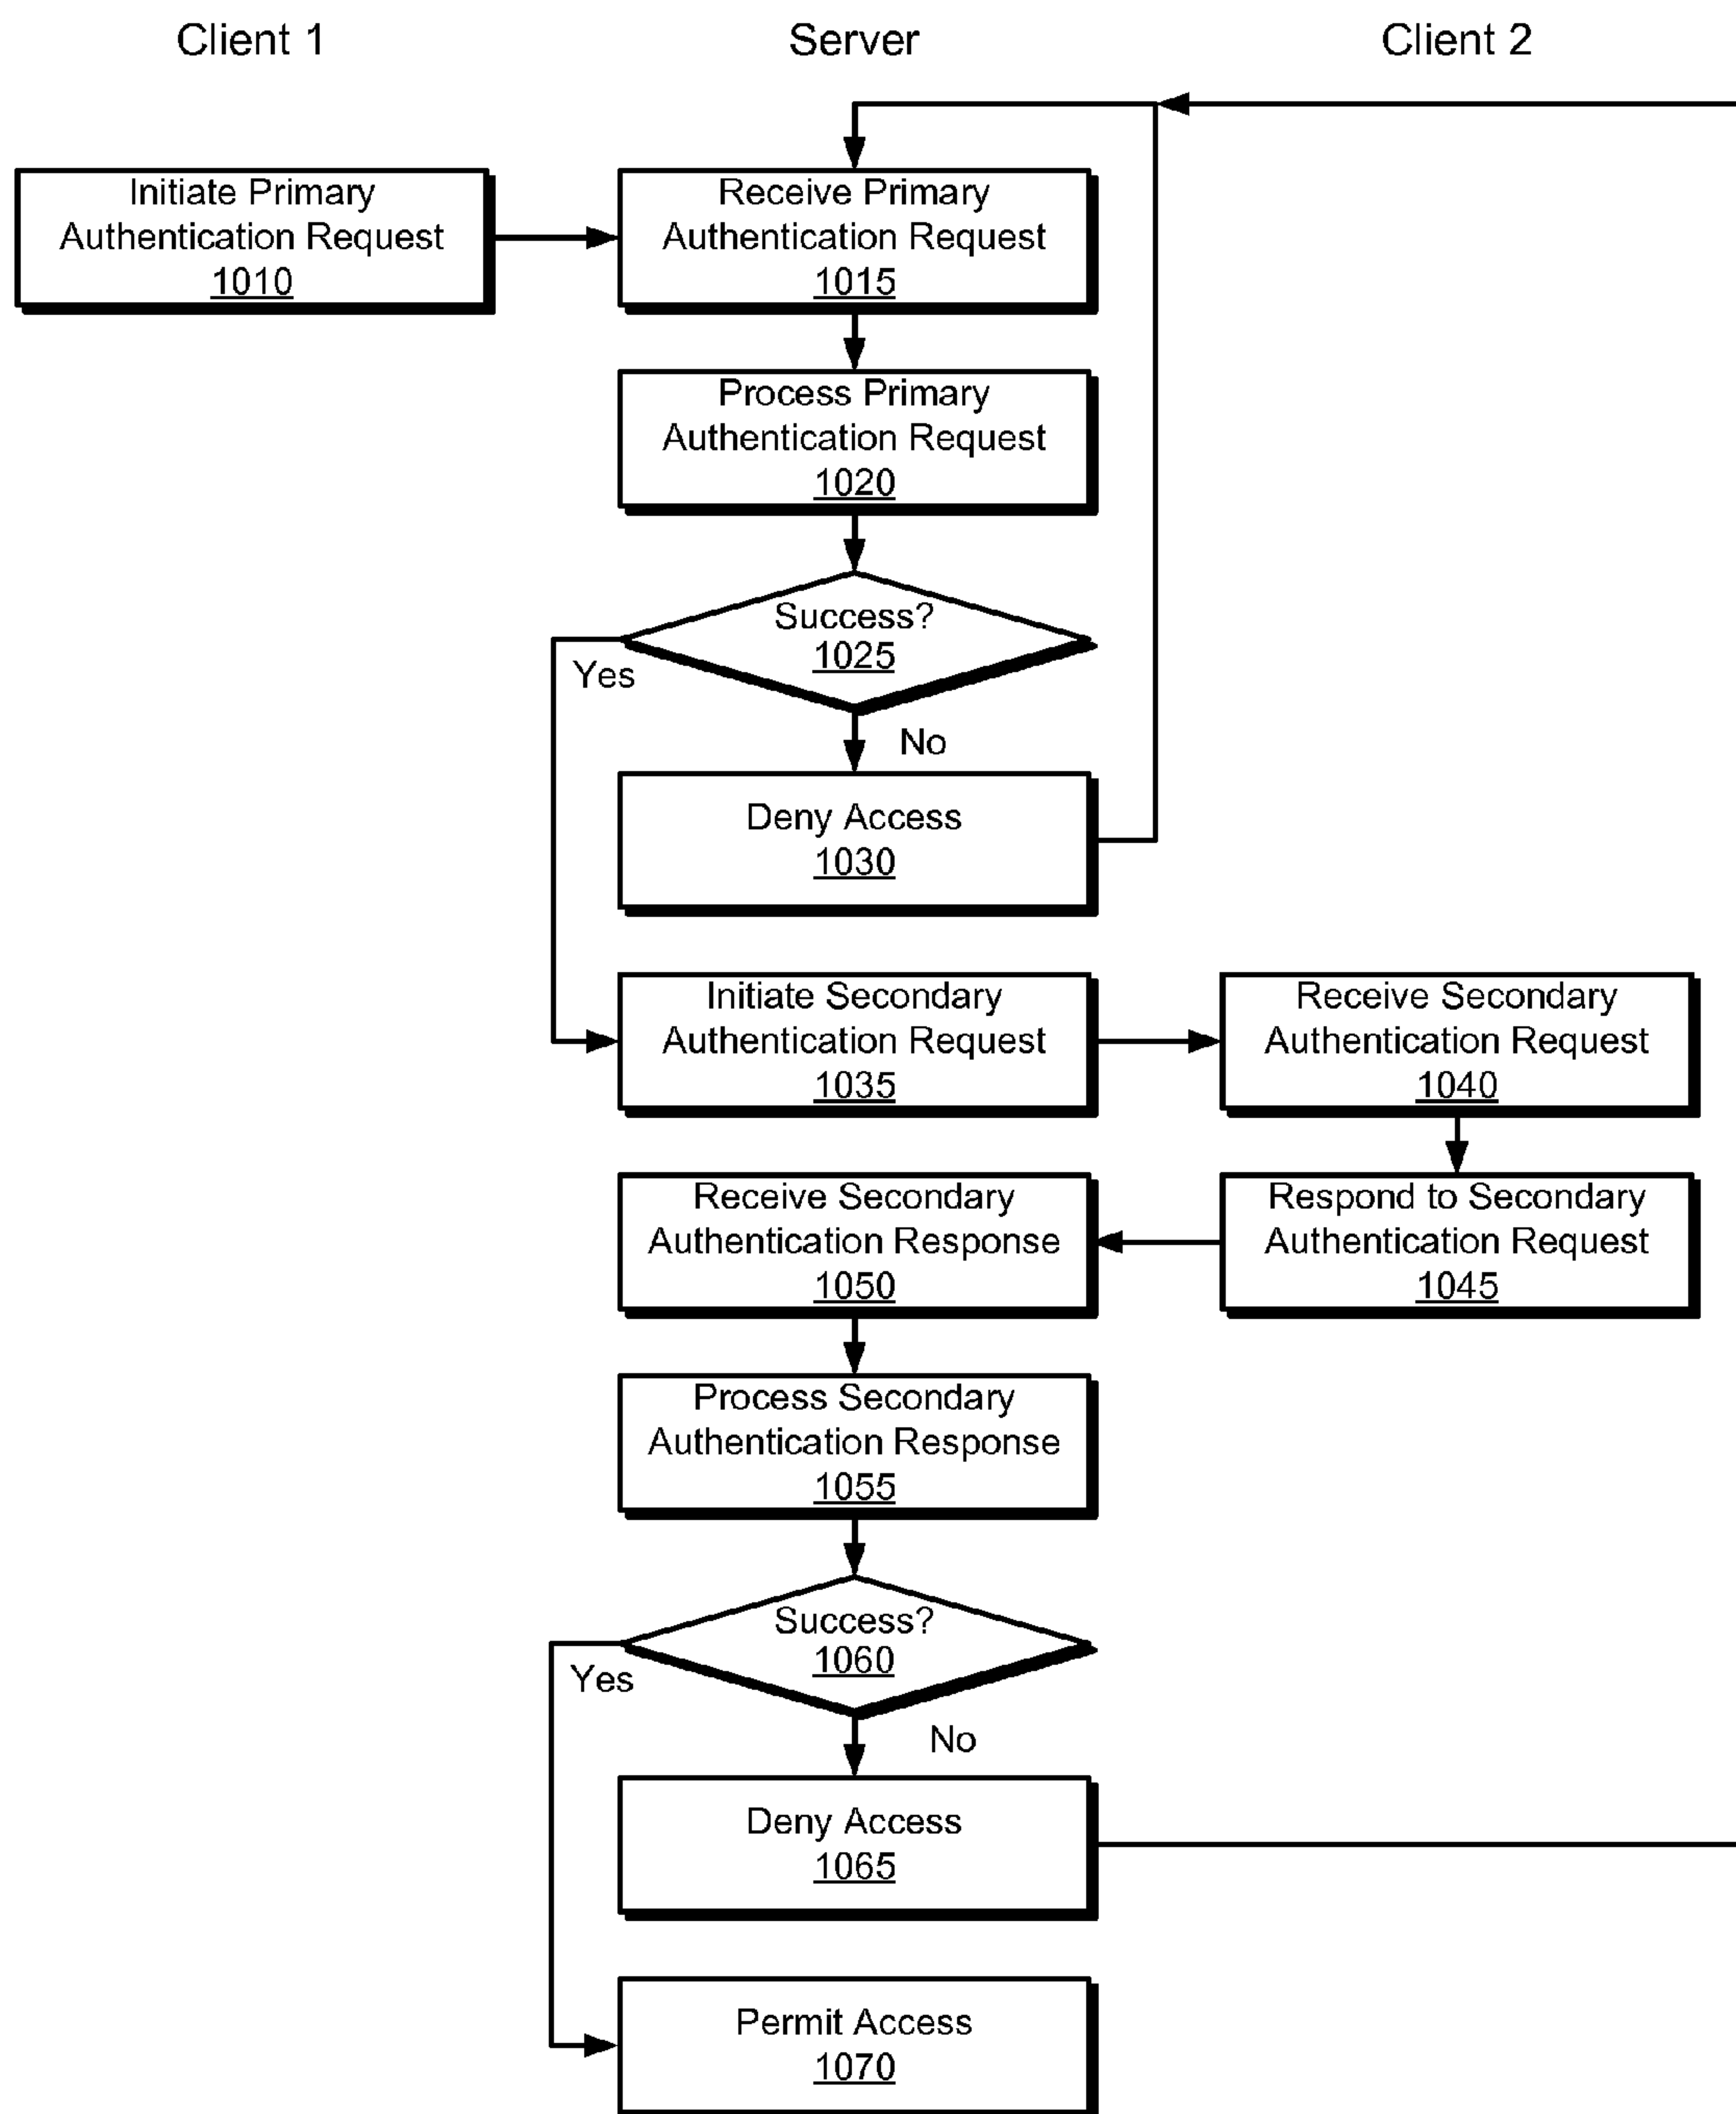 Client 1
Server
Client 2
Initiate Primary
Authentication Request
1010
Receive Primary
Authentication Request
1015
Process Primary
Authentication Request
1020
Success?
1025
Yes
No
Deny Access
1030
Initiate Secondary
Authentication Request
1035
Receive Secondary
Authentication Request
1040
Receive Secondary
Authentication Response
1050
Respond to Secondary
Authentication Request
1045
Process Secondary
Authentication Response
1055
Success?
1060
Yes
No
Deny Access
1065
Permit Access
1070